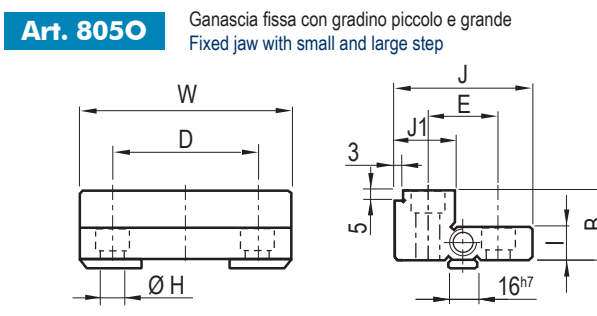 Art. 805O
Ganascia fissa con gradino piccolo e grande
Fixed jaw with small and large step
W
D
Ø H
J
E
J1
3
5
B
I
16h7